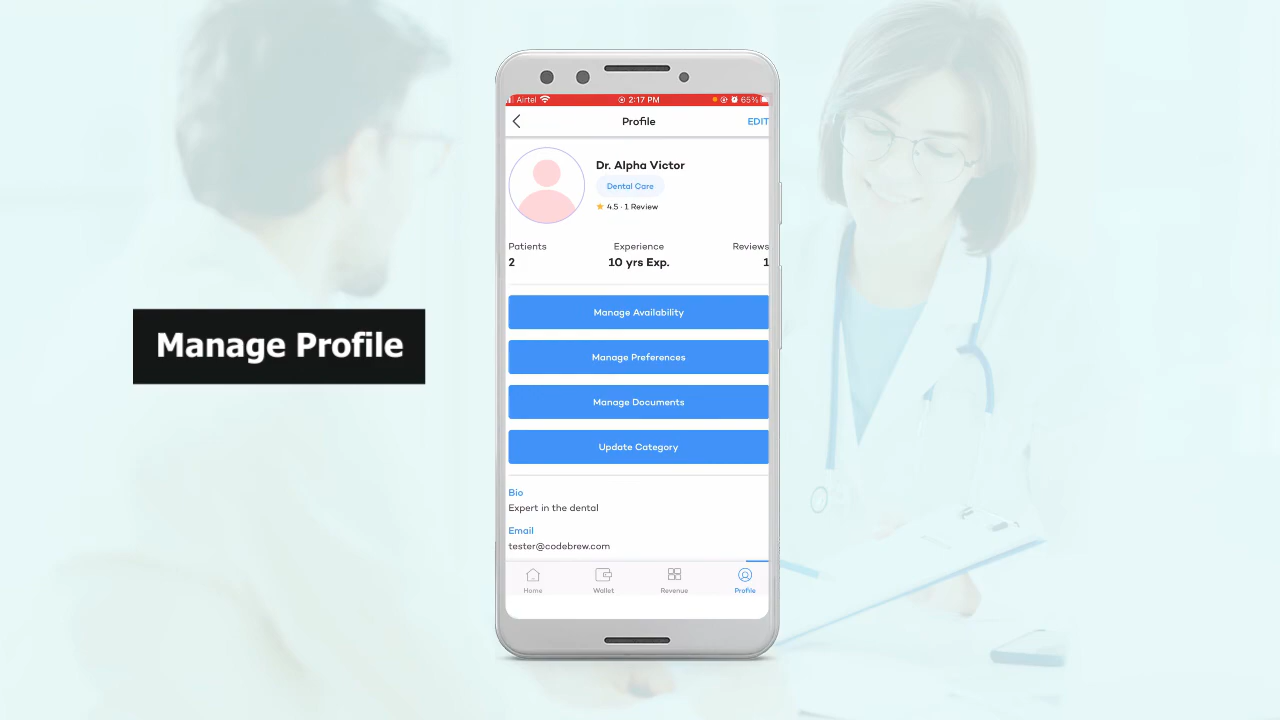 Manage Profile
Airtel 2:17 PM 65%
Profile EDIT
Dr. Alpha Victor
Dental Care
4.5 · 1 Review
Patients Experience Reviews
2 10 yrs Exp. 1
Manage Availability
Manage Preferences
Manage Documents
Update Category
Bio
Expert in the dental
Email
tester@codebrew.com
Home Wallet Revenue Profile